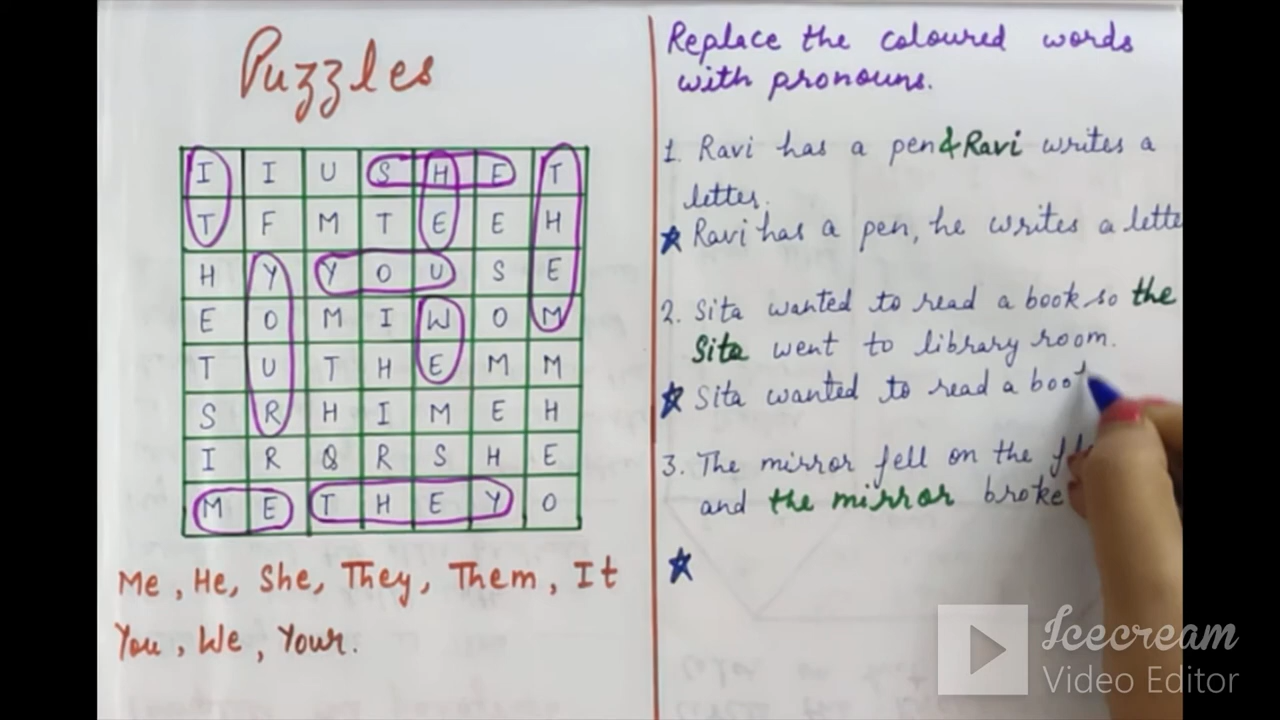 Puzzles
I I U S H E T
T F M T E E H
H Y Y O U S E
E O M I W O M
T U T H E M M
S R H I M E H
I R Q R S H E
M E T H E Y O
Me, He, She, They, Them, It
You, We, Your.
Replace the coloured words
with pronouns.
1. Ravi has a pen & Ravi writes a
letter.
Ravi has a pen, he writes a lette
2. Sita wanted to read a book so the
Sita went to library room.
Sita wanted to read a boo
3. The mirror fell on the
and the mirror broke
Icecream
Video Editor